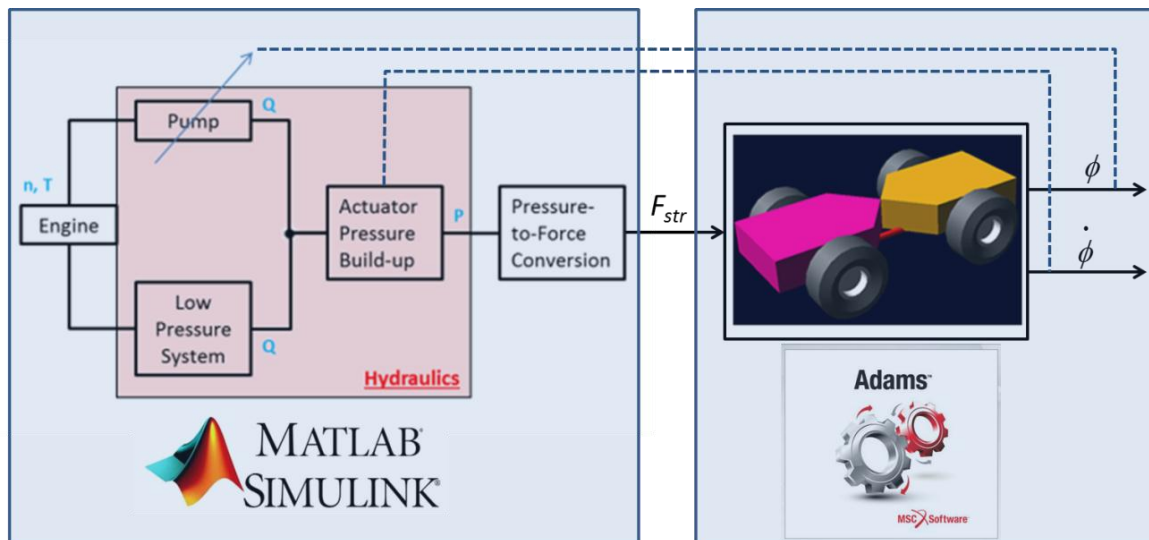 Pump
Q
n, T
Engine
Actuator
Pressure
Build-up
P
Pressure-
to-Force
Conversion
Low
Pressure
System
Q
Hydraulics
MATLAB®
SIMULINK®
F_str
ϕ
ϕ̇
Adams™
MSC Software